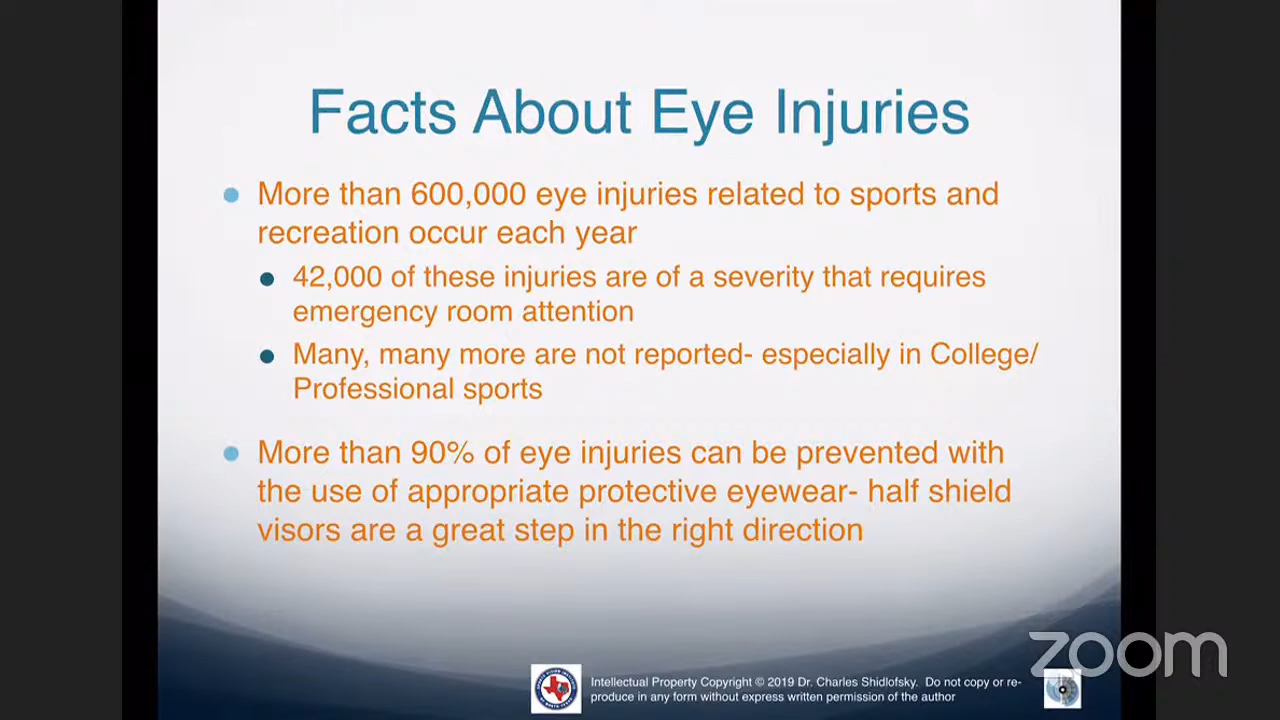 Facts About Eye Injuries
More than 600,000 eye injuries related to sports and
recreation occur each year
42,000 of these injuries are of a severity that requires
emergency room attention
Many, many more are not reported- especially in College/
Professional sports
More than 90% of eye injuries can be prevented with
the use of appropriate protective eyewear- half shield
visors are a great step in the right direction
Intellectual Property Copyright © 2019 Dr. Charles Shidlofsky. Do not copy or re-
produce in any form without express written permission of the author
zoom